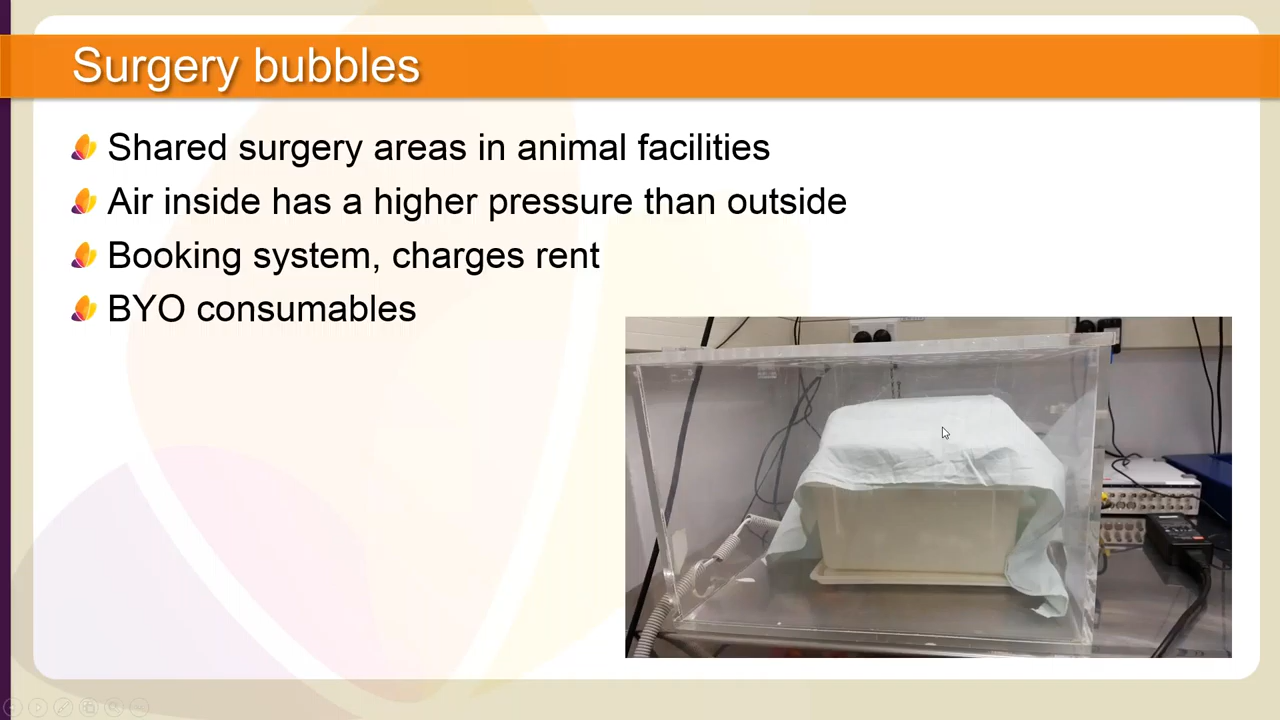 Surgery bubbles
Shared surgery areas in animal facilities
Air inside has a higher pressure than outside
Booking system, charges rent
BYO consumables